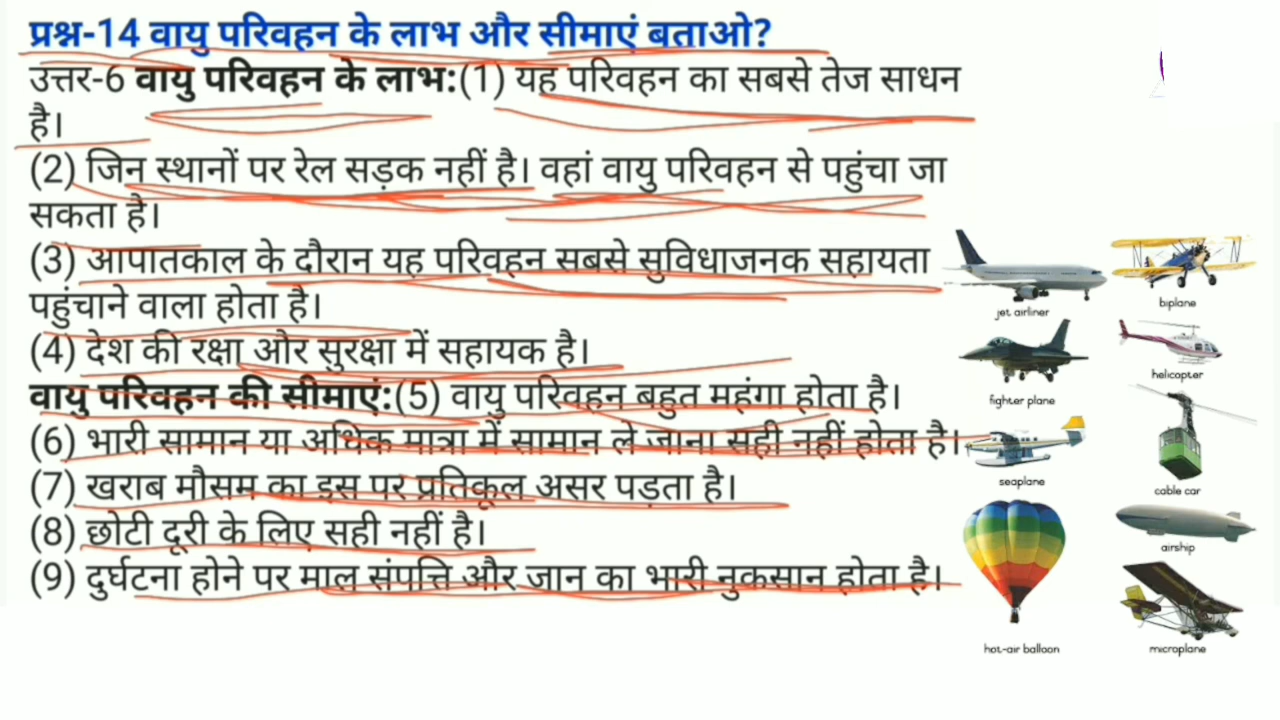 प्रश्न-14 वायु परिवहन के लाभ और सीमाएं बताओ?
उत्तर-6 वायु परिवहन के लाभ:(1) यह परिवहन का सबसे तेज साधन
है।
(2) जिन स्थानों पर रेल सड़क नहीं है। वहां वायु परिवहन से पहुंचा जा
सकता है।
(3) आपातकाल के दौरान यह परिवहन सबसे सुविधाजनक सहायता
पहुंचाने वाला होता है।
(4) देश की रक्षा और सुरक्षा में सहायक है।
वायु परिवहन की सीमाएं:(5) वायु परिवहन बहुत महंगा होता है।
(6) भारी सामान या अधिक मात्रा में सामान ले जाना सही नहीं होता है।
(7) खराब मौसम का इस पर प्रतिकूल असर पड़ता है।
(8) छोटी दूरी के लिए सही नहीं है।
(9) दुर्घटना होने पर माल संपत्ति और जान का भारी नुकसान होता है।
jet airliner
biplane
fighter plane
helicopter
seaplane
cable car
airship
hot-air balloon
microplane